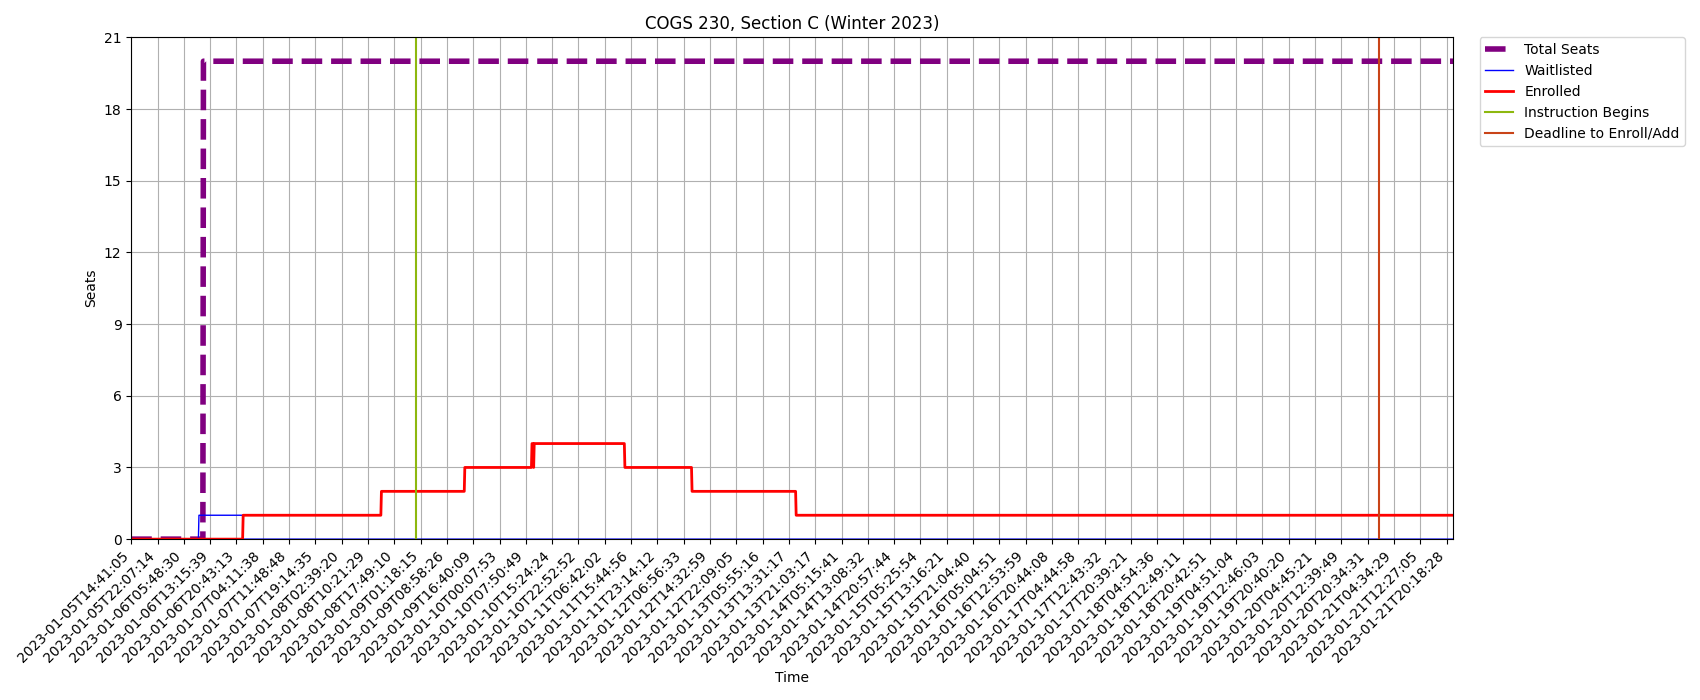 COGS 230, Section C (Winter 2023)
Total Seats
Waitlisted
Enrolled
Instruction Begins
Deadline to Enroll/Add
Seats
21
18
15
12
9
6
3
0
2023-01-05T14:41:05
2023-01-05T22:07:14
2023-01-06T05:48:30
2023-01-06T13:15:39
2023-01-06T20:43:13
2023-01-07T04:11:38
2023-01-07T11:48:48
2023-01-07T19:14:35
2023-01-08T02:39:20
2023-01-08T10:21:29
2023-01-08T17:49:10
2023-01-09T01:18:15
2023-01-09T08:58:26
2023-01-09T16:40:09
2023-01-10T00:07:53
2023-01-10T07:50:49
2023-01-10T15:24:24
2023-01-10T22:52:52
2023-01-11T06:42:02
2023-01-11T15:44:56
2023-01-11T23:14:12
2023-01-12T06:56:33
2023-01-12T14:32:59
2023-01-12T22:09:05
2023-01-13T05:55:16
2023-01-13T13:31:17
2023-01-13T21:03:17
2023-01-14T05:15:41
2023-01-14T13:08:32
2023-01-14T20:57:44
2023-01-15T05:25:54
2023-01-15T13:16:21
2023-01-15T21:04:40
2023-01-16T05:04:51
2023-01-16T12:53:59
2023-01-16T20:44:08
2023-01-17T04:44:58
2023-01-17T12:43:32
2023-01-17T20:39:21
2023-01-18T04:54:36
2023-01-18T12:49:11
2023-01-18T20:42:51
2023-01-19T04:51:04
2023-01-19T12:46:03
2023-01-19T20:40:20
2023-01-20T04:45:21
2023-01-20T12:39:49
2023-01-20T20:34:31
2023-01-21T04:34:29
2023-01-21T12:27:05
2023-01-21T20:18:28
Time